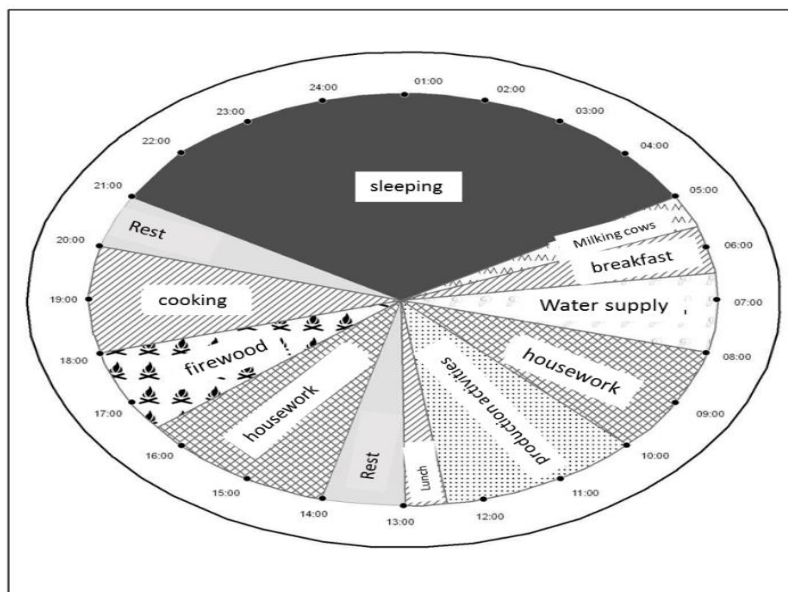 24:00
01:00
02:00
03:00
04:00
05:00
06:00
07:00
08:00
09:00
10:00
11:00
12:00
13:00
14:00
15:00
16:00
17:00
18:00
19:00
20:00
21:00
22:00
23:00
sleeping
Milking cows
breakfast
Water supply
housework
production activities
Lunch
Rest
housework
firewood
cooking
Rest